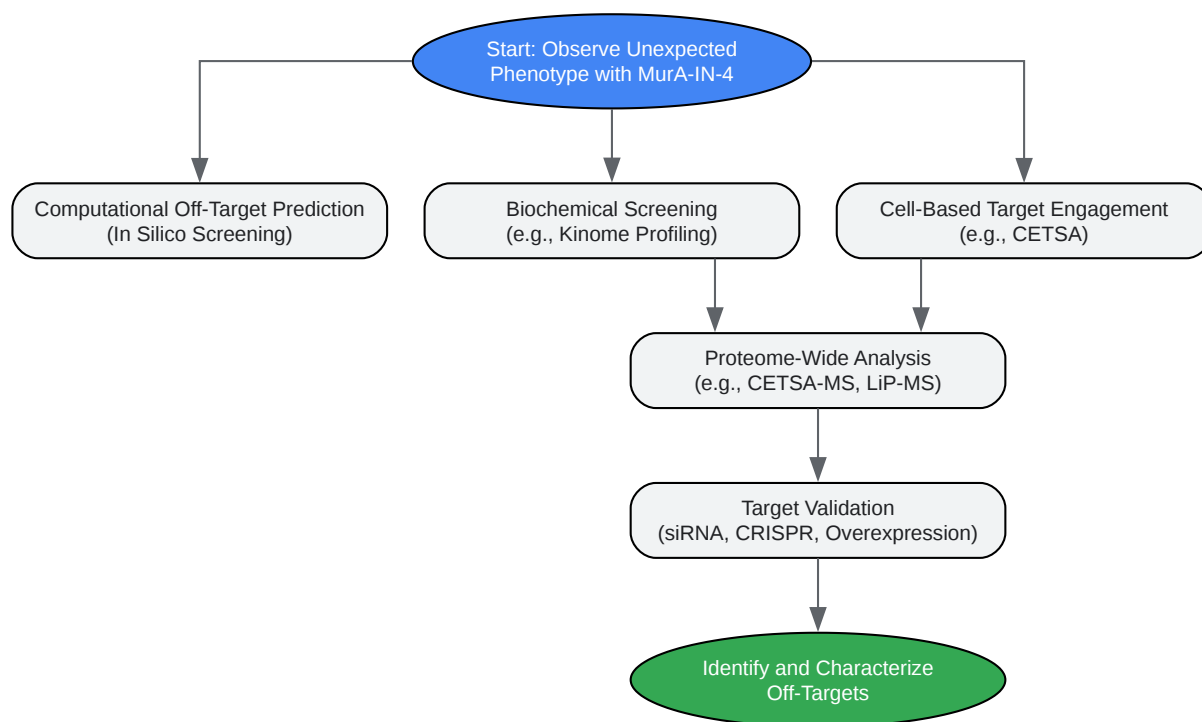 Start: Observe Unexpected
Phenotype with MurA-IN-4
Computational Off-Target Prediction
(In Silico Screening)
Biochemical Screening
(e.g., Kinome Profiling)
Cell-Based Target Engagement
(e.g., CETSA)
Proteome-Wide Analysis
(e.g., CETSA-MS, LiP-MS)
Target Validation
(siRNA, CRISPR, Overexpression)
Identify and Characterize
Off-Targets